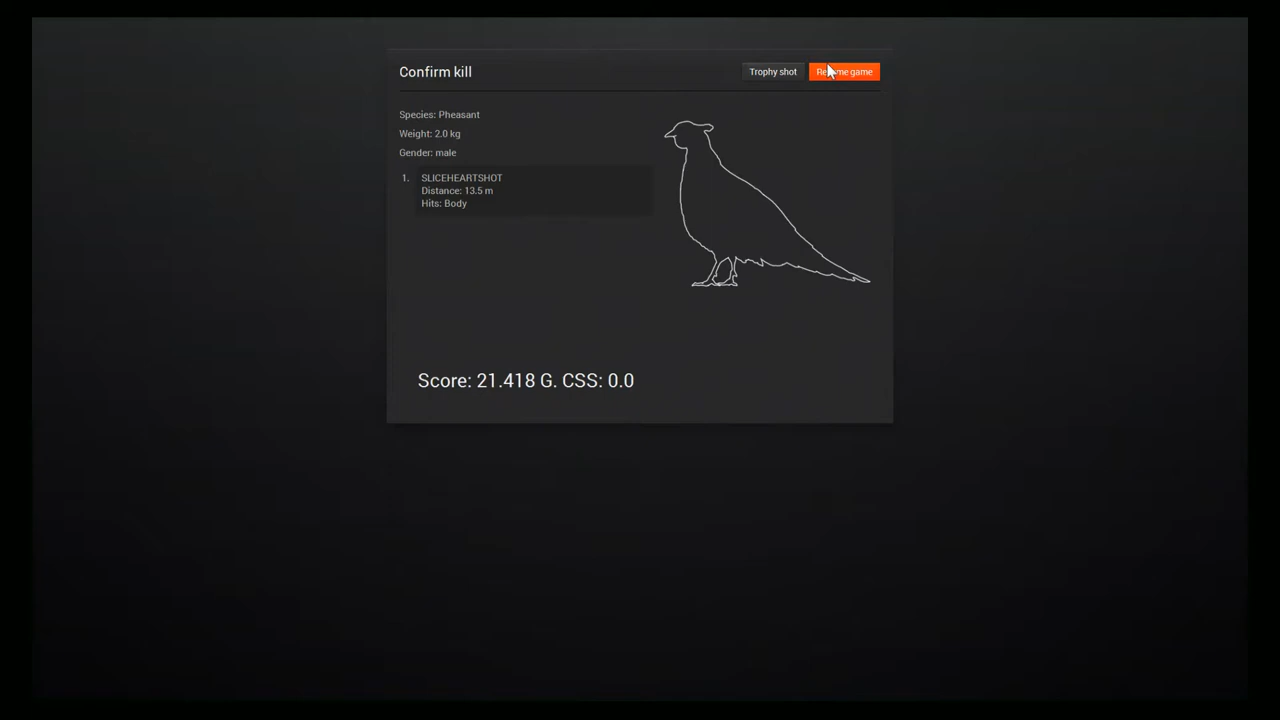 Confirm kill
Trophy shot
game
Species: Pheasant
Weight: 2.0 kg
Gender: male
1. SLICEHEARTSHOT
Distance: 13.5 m
Hits: Body
Score: 21.418 G. CSS: 0.0